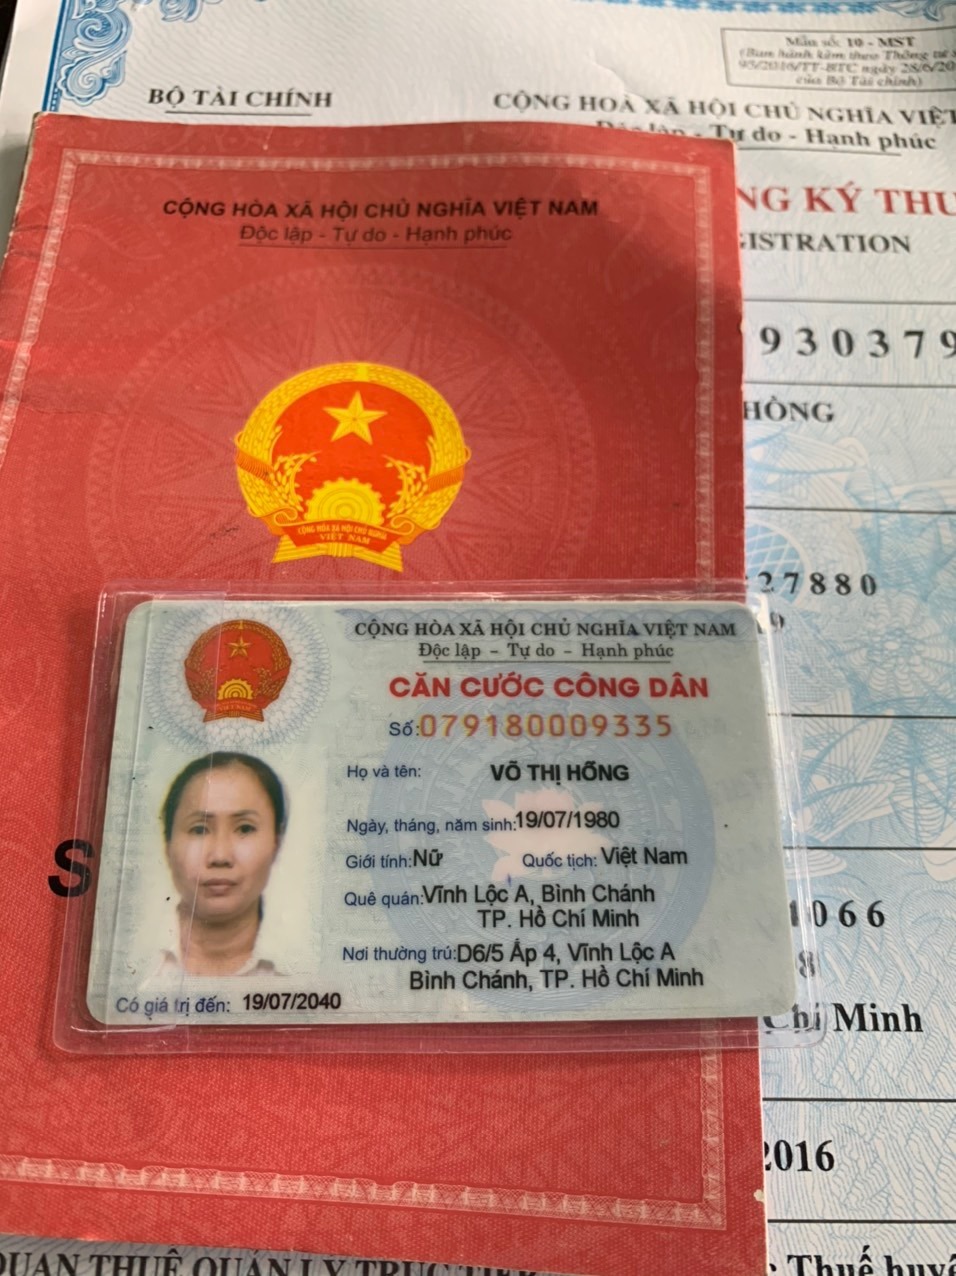 Mẫu số: 10 - MST
(Ban hành kèm theo Thông tư số
95/2016/TT-BTC ngày 28/6/20
của Bộ Tài chính)
BỘ TÀI CHÍNH
CỘNG HOÀ XÃ HỘI CHỦ NGHĨA VIỆT
Độc lập - Tự do - Hạnh phúc
NG KÝ THU
ISTRATION
930379
HÒNG
27880
1066
8
Chí Minh
2016
Thuế huyệ
QUAN THUẾ QUẢN LÝ TRỰC TIẾP
CỘNG HÒA XÃ HỘI CHỦ NGHĨA VIỆT NAM
Độc lập - Tự do - Hạnh phúc
CỘNG HÒA XÃ HỘI CHỦ NGHĨA
VIỆT NAM
S
CỘNG HÒA XÃ HỘI CHỦ NGHĨA VIỆT NAM
Độc lập - Tự do - Hạnh phúc
CĂN CƯỚC CÔNG DÂN
Số:079180009335
Họ và tên: VÕ THỊ HỒNG
Ngày, tháng, năm sinh:19/07/1980
Giới tính:Nữ Quốc tịch: Việt Nam
Quê quán:Vĩnh Lộc A, Bình Chánh
TP. Hồ Chí Minh
Nơi thường trú:D6/5 Ấp 4, Vĩnh Lộc A
Bình Chánh, TP. Hồ Chí Minh
Có giá trị đến: 19/07/2040